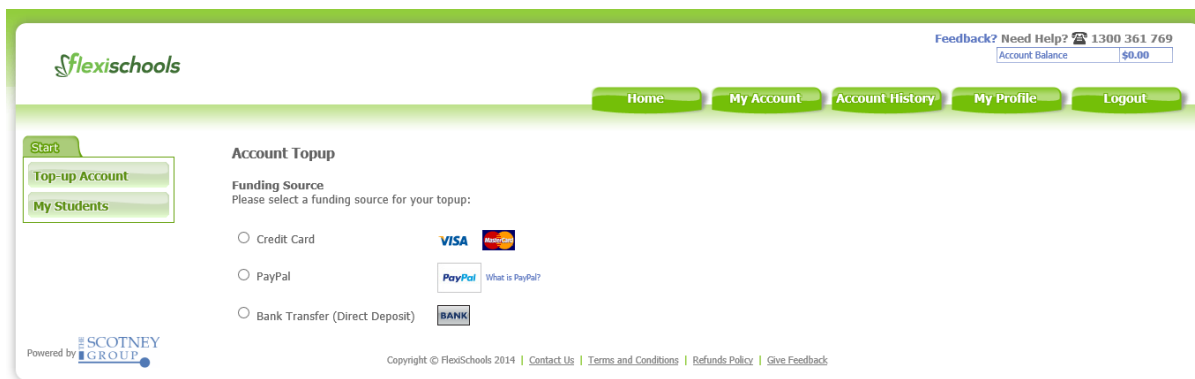 Feedback? Need Help? ☎ 1300 361 769
Account Balance $0.00
flexischools
Home My Account Account History My Profile Logout
Start
Top-up Account
My Students
Account Topup
Funding Source
Please select a funding source for your topup:
Credit Card VISA MasterCard
PayPal PayPal What is PayPal?
Bank Transfer (Direct Deposit) BANK
Powered by THE SCOTNEY GROUP
Copyright © FlexiSchools 2014 | Contact Us | Terms and Conditions | Refunds Policy | Give Feedback